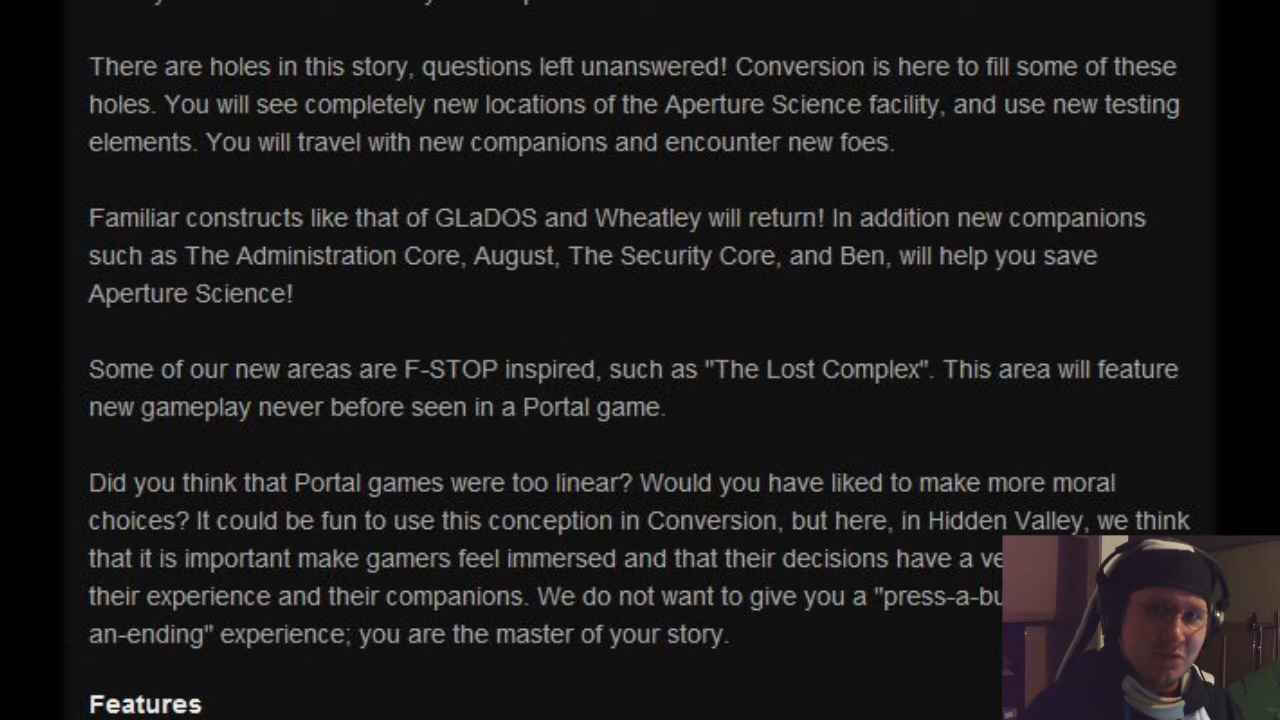 There are holes in this story, questions left unanswered! Conversion is here to fill some of these
holes. You will see completely new locations of the Aperture Science facility, and use new testing
elements. You will travel with new companions and encounter new foes.
Familiar constructs like that of GLaDOS and Wheatley will return! In addition new companions
such as The Administration Core, August, The Security Core, and Ben, will help you save
Aperture Science!
Some of our new areas are F-STOP inspired, such as "The Lost Complex". This area will feature
new gameplay never before seen in a Portal game.
Did you think that Portal games were too linear? Would you have liked to make more moral
choices? It could be fun to use this conception in Conversion, but here, in Hidden Valley, we think
that it is important make gamers feel immersed and that their decisions have a
their experience and their companions. We do not want to give you a
an-ending" experience; you are the master of your story.
Features